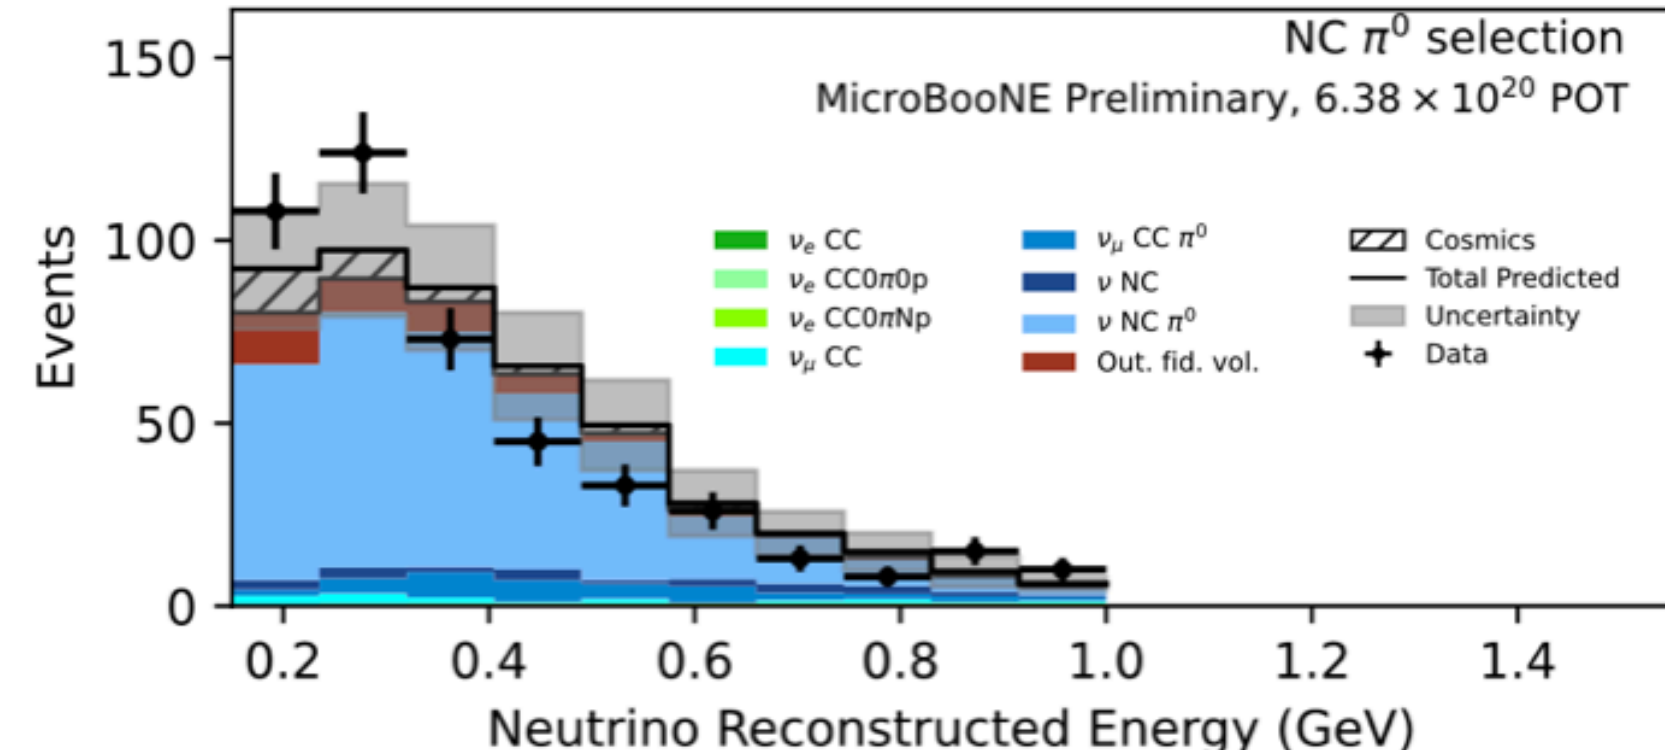 NC π⁰ selection
MicroBooNE Preliminary, 6.38 × 10²⁰ POT
150
100
50
0
Events
νₑ CC
νₑ CC0π0p
νₑ CC0πNp
ν_μ CC
ν_μ CC π⁰
ν NC
ν NC π⁰
Out. fid. vol.
Cosmics
Total Predicted
Uncertainty
Data
0.2 0.4 0.6 0.8 1.0 1.2 1.4
Neutrino Reconstructed Energy (GeV)